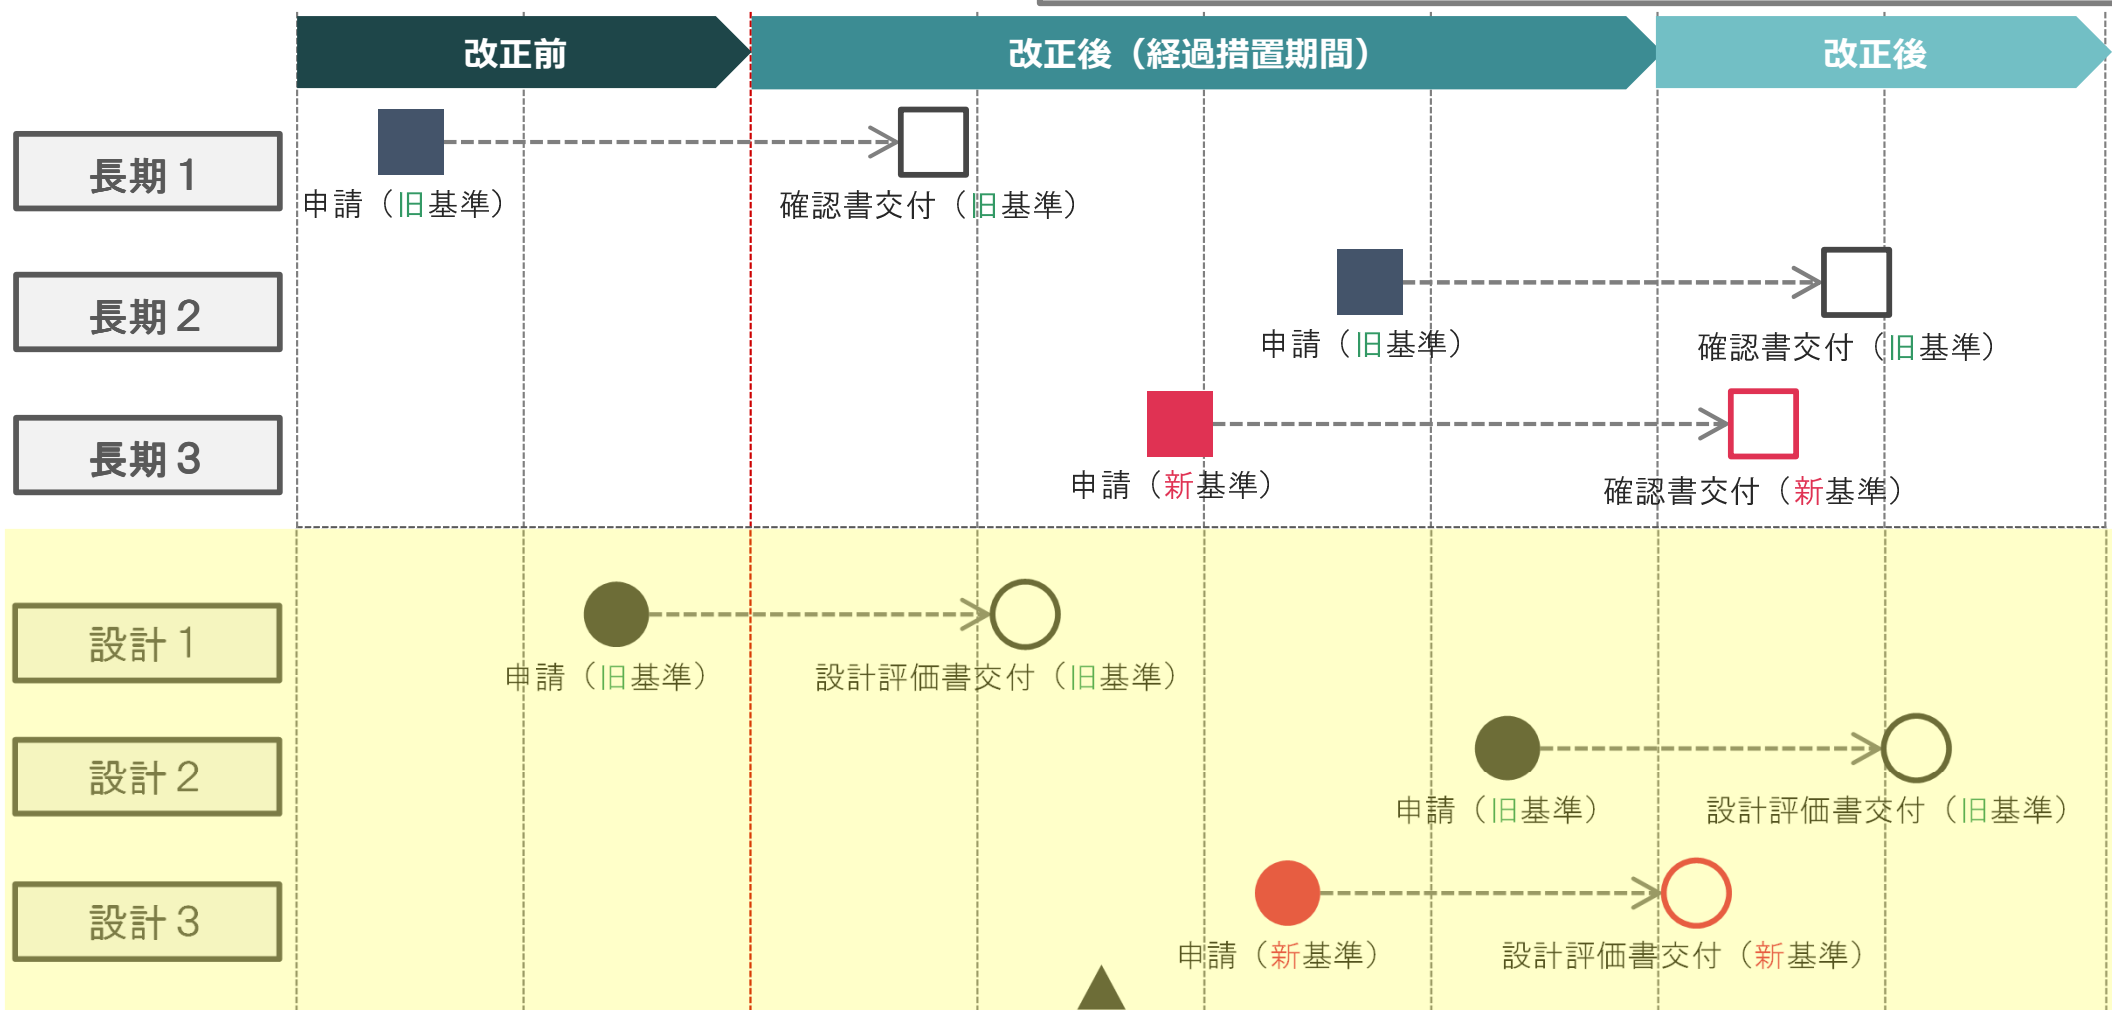 改正前
改正後（経過措置期間）
改正後
長期１
申請（旧基準）
確認書交付（旧基準）
長期２
申請（旧基準）
確認書交付（旧基準）
長期３
申請（新基準）
確認書交付（新基準）
設計１
申請（旧基準）
設計評価書交付（旧基準）
設計２
申請（旧基準）
設計評価書交付（旧基準）
設計３
申請（新基準）
設計評価書交付（新基準）